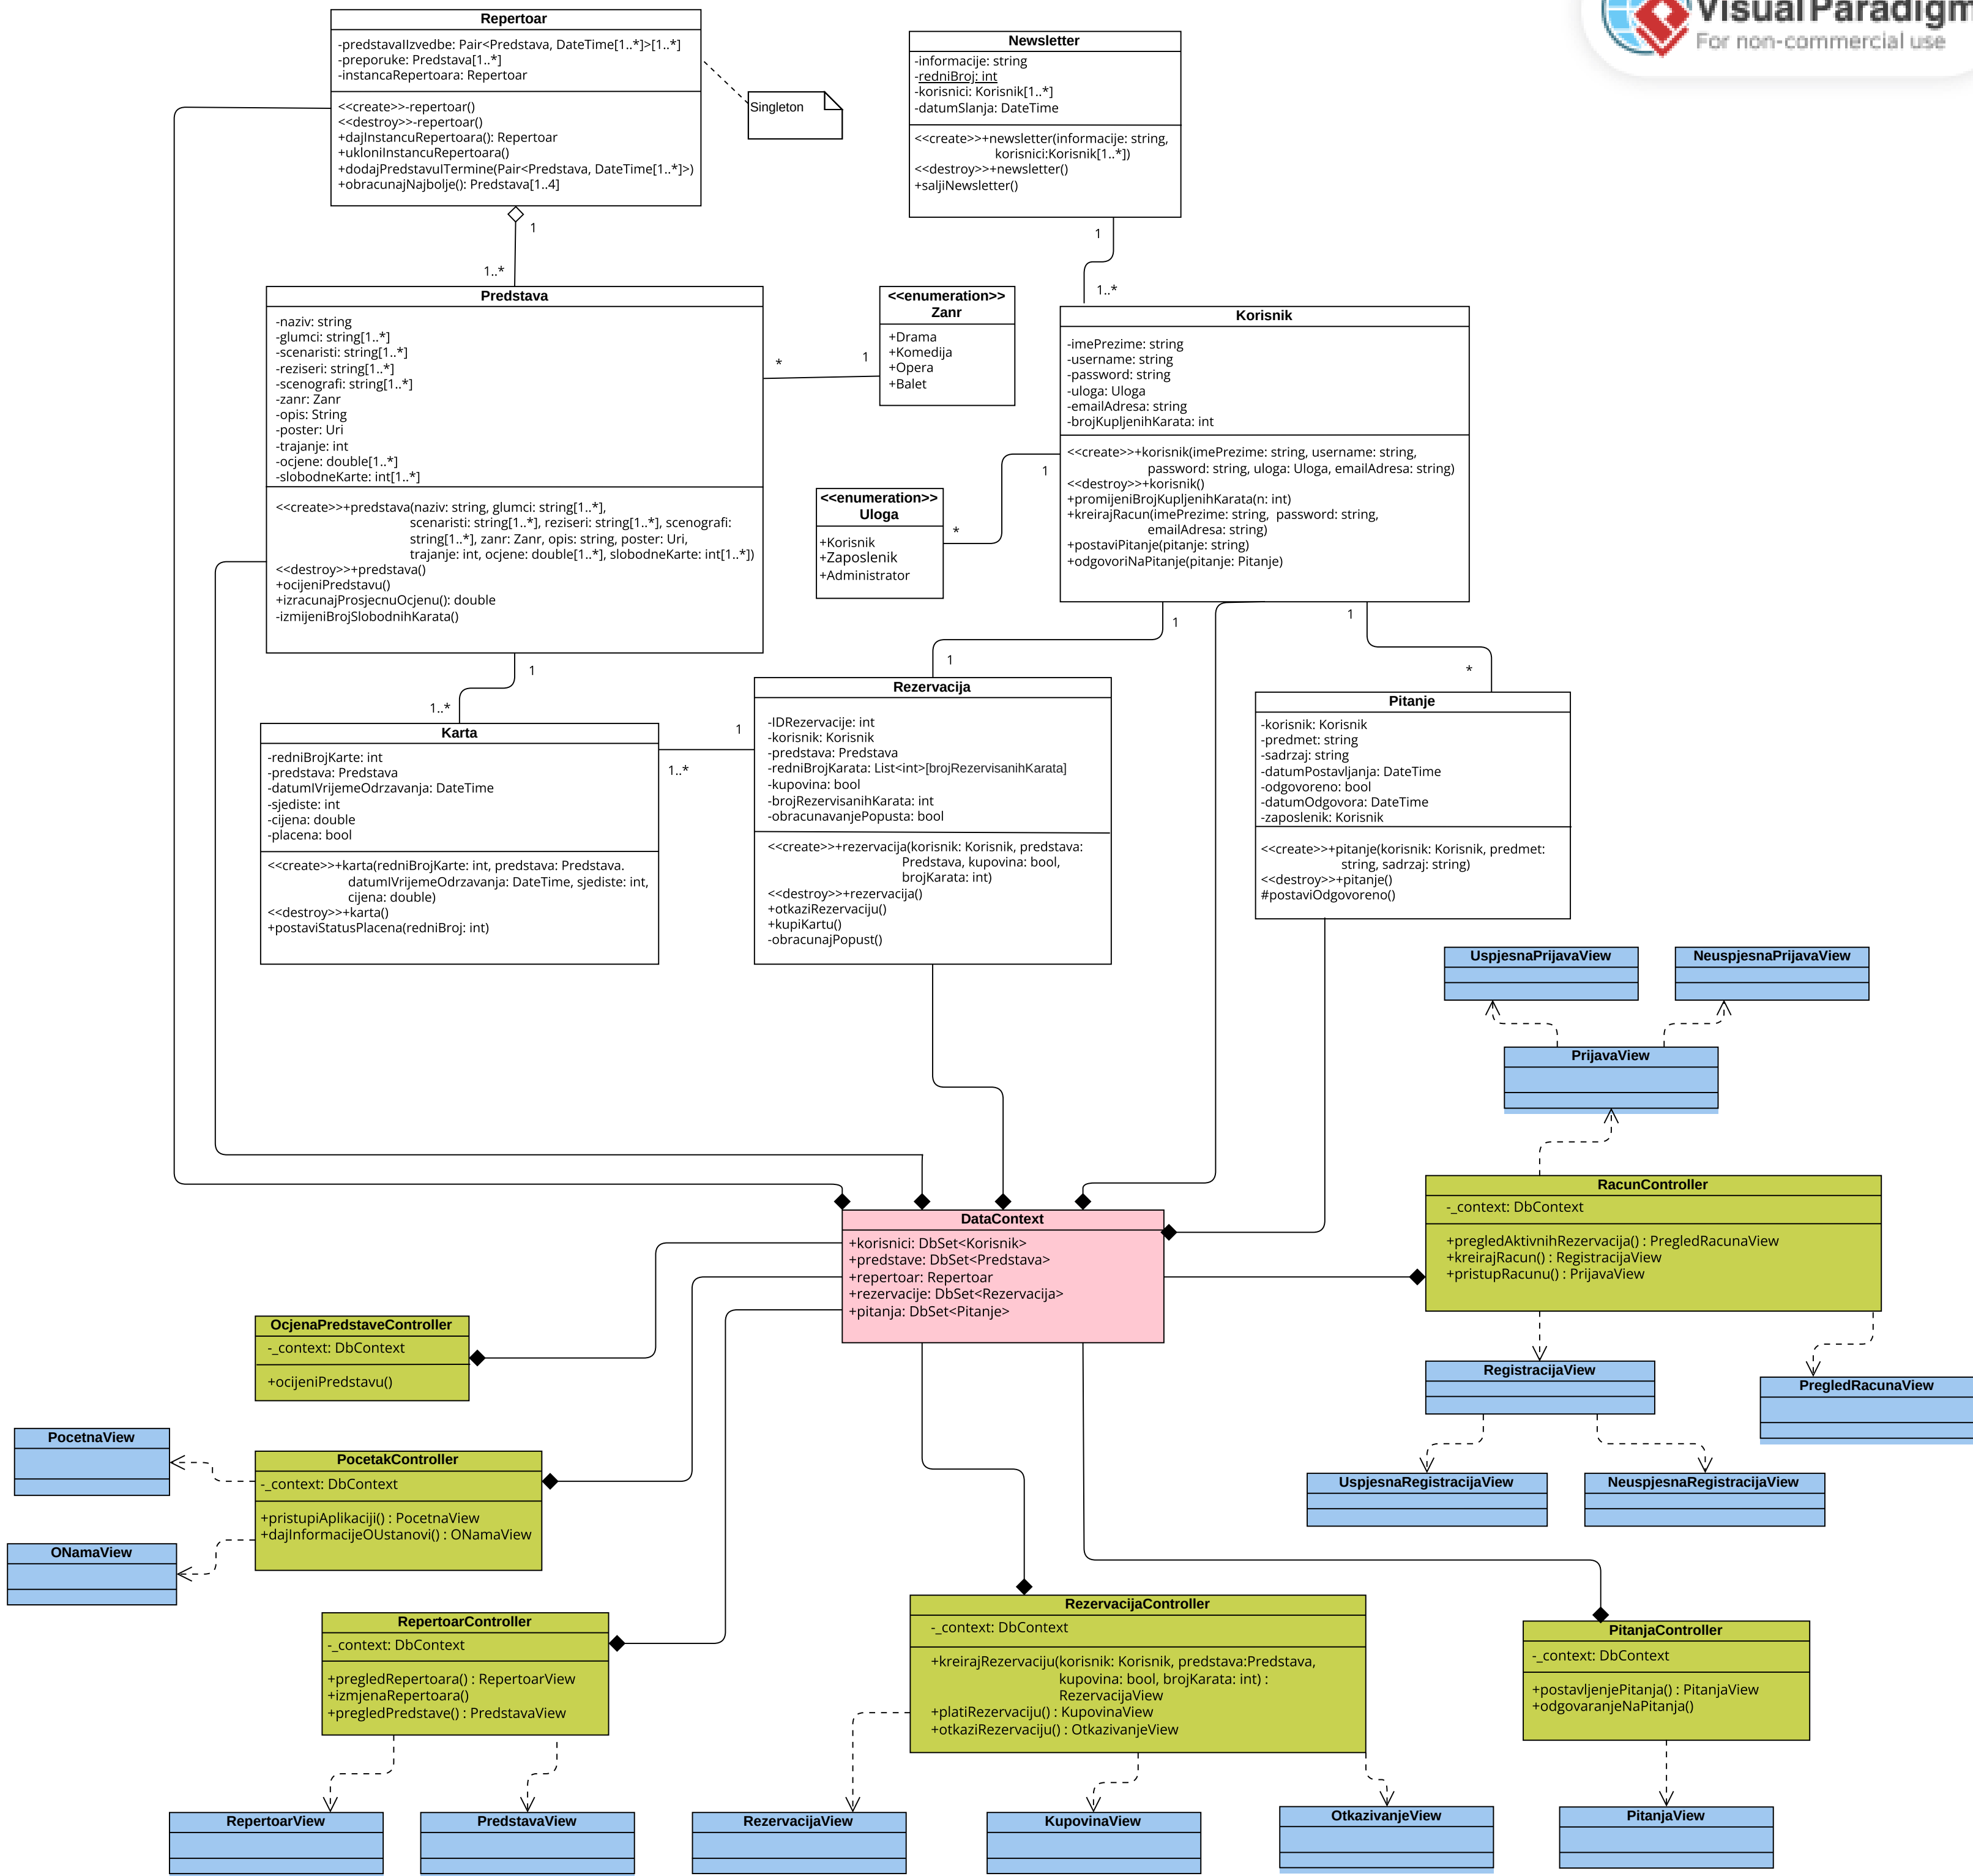 Visual Paradigm
For non-commercial use
Repertoar
-predstavaIIzvedbe: Pair<Predstava, DateTime[1..*]>[1..*]
-preporuke: Predstava[1..*]
-instancaRepertoara: Repertoar
<<create>>-repertoar()
<<destroy>>-repertoar()
+dajInstancuRepertoara(): Repertoar
+ukloniInstancuRepertoara()
+dodajPredstavuITermine(Pair<Predstava, DateTime[1..*]>)
+obracunajNajbolje(): Predstava[1..4]
Singleton
Newsletter
-informacije: string
-redniBroj: int
-korisnici: Korisnik[1..*]
-datumSlanja: DateTime
<<create>>+newsletter(informacije: string,
korisnici:Korisnik[1..*])
<<destroy>>+newsletter()
+saljiNewsletter()
1
1..*
1
1..*
Predstava
-naziv: string
-glumci: string[1..*]
-scenaristi: string[1..*]
-reziseri: string[1..*]
-scenografi: string[1..*]
-zanr: Zanr
-opis: String
-poster: Uri
-trajanje: int
-ocjene: double[1..*]
-slobodneKarte: int[1..*]
<<create>>+predstava(naziv: string, glumci: string[1..*],
scenaristi: string[1..*], reziseri: string[1..*], scenografi:
string[1..*], zanr: Zanr, opis: string, poster: Uri,
trajanje: int, ocjene: double[1..*], slobodneKarte: int[1..*])
<<destroy>>+predstava()
+ocijeniPredstavu()
+izracunajProsjecnuOcjenu(): double
-izmijeniBrojSlobodnihKarata()
*
1
<<enumeration>>
Zanr
+Drama
+Komedija
+Opera
+Balet
Korisnik
-imePrezime: string
-username: string
-password: string
-uloga: Uloga
-emailAdresa: string
-brojKupljenihKarata: int
<<create>>+korisnik(imePrezime: string, username: string,
password: string, uloga: Uloga, emailAdresa: string)
<<destroy>>+korisnik()
+promijeniBrojKupljenihKarata(n: int)
+kreirajRacun(imePrezime: string,  password: string,
emailAdresa: string)
+postaviPitanje(pitanje: string)
+odgovoriNaPitanje(pitanje: Pitanje)
1
*
<<enumeration>>
Uloga
+Korisnik
+Zaposlenik
+Administrator
1
1
1
*
1
1..*
Karta
-redniBrojKarte: int
-predstava: Predstava
-datumIVrijemeOdrzavanja: DateTime
-sjediste: int
-cijena: double
-placena: bool
<<create>>+karta(redniBrojKarte: int, predstava: Predstava.
datumIVrijemeOdrzavanja: DateTime, sjediste: int,
cijena: double)
<<destroy>>+karta()
+postaviStatusPlacena(redniBroj: int)
1
1..*
Rezervacija
-IDRezervacije: int
-korisnik: Korisnik
-predstava: Predstava
-redniBrojKarata: List<int>[brojRezervisanihKarata]
-kupovina: bool
-brojRezervisanihKarata: int
-obracunavanjePopusta: bool
<<create>>+rezervacija(korisnik: Korisnik, predstava:
Predstava, kupovina: bool,
brojKarata: int)
<<destroy>>+rezervacija()
+otkaziRezervaciju()
+kupiKartu()
-obracunajPopust()
Pitanje
-korisnik: Korisnik
-predmet: string
-sadrzaj: string
-datumPostavljanja: DateTime
-odgovoreno: bool
-datumOdgovora: DateTime
-zaposlenik: Korisnik
<<create>>+pitanje(korisnik: Korisnik, predmet:
string, sadrzaj: string)
<<destroy>>+pitanje()
#postaviOdgovoreno()
UspjesnaPrijavaView
NeuspjesnaPrijavaView
PrijavaView
RacunController
-_context: DbContext
+pregledAktivnihRezervacija() : PregledRacunaView
+kreirajRacun() : RegistracijaView
+pristupRacunu() : PrijavaView
DataContext
+korisnici: DbSet<Korisnik>
+predstave: DbSet<Predstava>
+repertoar: Repertoar
+rezervacije: DbSet<Rezervacija>
+pitanja: DbSet<Pitanje>
OcjenaPredstaveController
-_context: DbContext
+ocijeniPredstavu()
RegistracijaView
PregledRacunaView
UspjesnaRegistracijaView
NeuspjesnaRegistracijaView
PocetnaView
PocetakController
-_context: DbContext
+pristupiAplikaciji() : PocetnaView
+dajInformacijeOUstanovi() : ONamaView
ONamaView
RepertoarController
-_context: DbContext
+pregledRepertoara() : RepertoarView
+izmjenaRepertoara()
+pregledPredstave() : PredstavaView
RezervacijaController
-_context: DbContext
+kreirajRezervaciju(korisnik: Korisnik, predstava:Predstava,
kupovina: bool, brojKarata: int) :
RezervacijaView
+platiRezervaciju() : KupovinaView
+otkaziRezervaciju() : OtkazivanjeView
PitanjaController
-_context: DbContext
+postavljenjePitanja() : PitanjaView
+odgovaranjeNaPitanja()
RepertoarView
PredstavaView
RezervacijaView
KupovinaView
OtkazivanjeView
PitanjaView